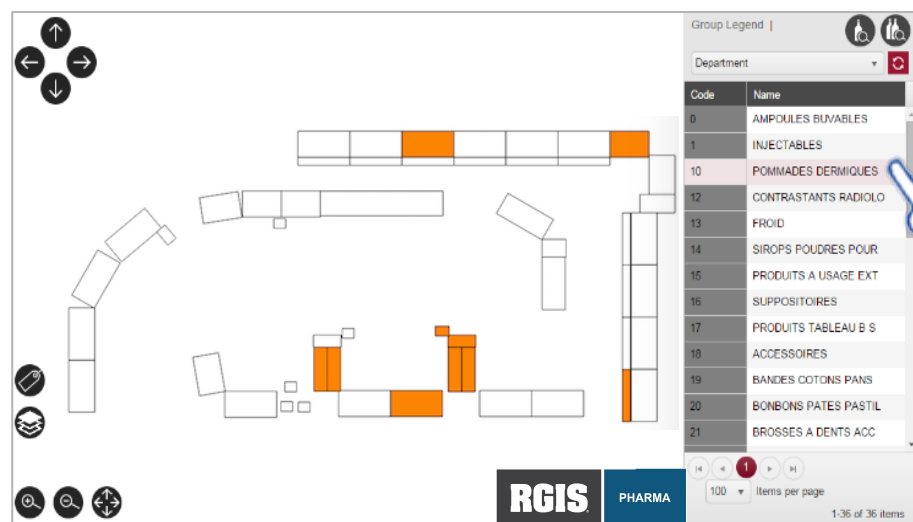 Group Legend |
Department
Code Name
0 AMPOULES BUVABLES
1 INJECTABLES
10 POMMADES DERMIQUES
12 CONTRASTANTS RADIOLO
13 FROID
14 SIROPS POUDRES POUR
15 PRODUITS A USAGE EXT
16 SUPPOSITOIRES
17 PRODUITS TABLEAU B S
18 ACCESSOIRES
19 BANDES COTONS PANS
20 BONBONS PATES PASTIL
21 BROSSES A DENTS ACC
1
100 Items per page
1-36 of 36 items
RGIS PHARMA